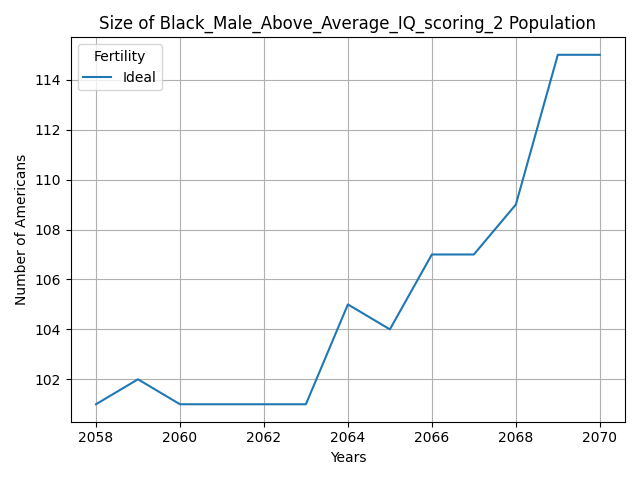 Size of Black_Male_Above_Average_IQ_scoring_2 Population
Fertility
Ideal
114
112
110
108
106
104
102
Number of Americans
2058
2060
2062
2064
2066
2068
2070
Years